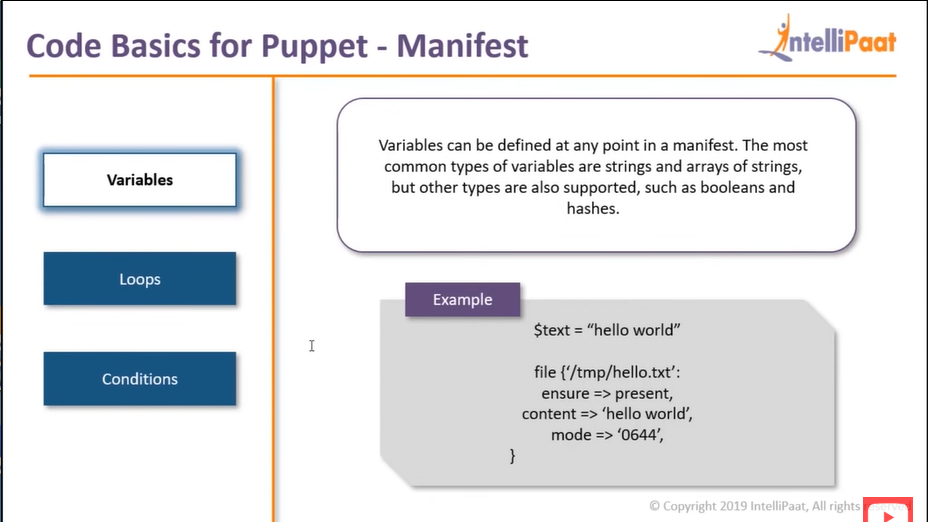 Code Basics for Puppet - Manifest
IntelliPaat
Variables
Loops
Conditions
Variables can be defined at any point in a manifest. The most
common types of variables are strings and arrays of strings,
but other types are also supported, such as booleans and
hashes.
Example
$text = “hello world”
file {‘/tmp/hello.txt’:
ensure => present,
content => ‘hello world’,
mode => ‘0644’,
}
© Copyright 2019 IntelliPaat, All rights reserved.